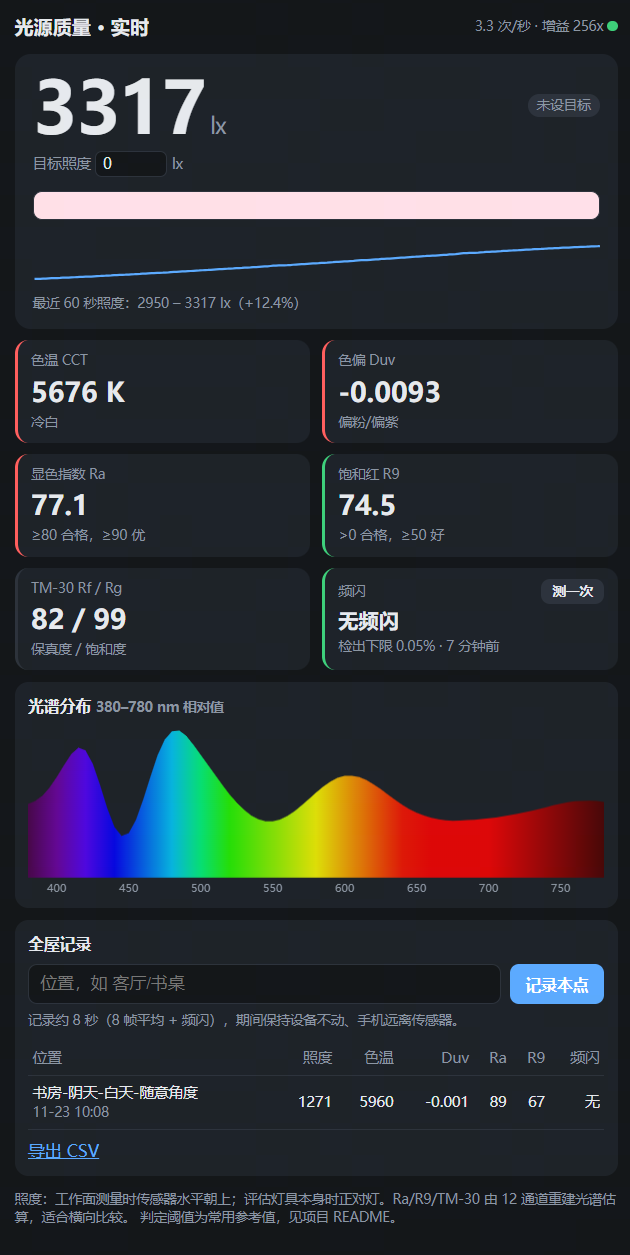 光源质量 • 实时
3.3 次/秒 · 增益 256x
3317 lx
未设目标
目标照度 0 lx
最近 60 秒照度：2950 – 3317 lx（+12.4%）
色温 CCT
5676 K
冷白
色偏 Duv
-0.0093
偏粉/偏紫
显色指数 Ra
77.1
≥80 合格，≥90 优
饱和红 R9
74.5
>0 合格，≥50 好
TM-30 Rf / Rg
82 / 99
保真度 / 饱和度
频闪
测一次
无频闪
检出下限 0.05% · 7 分钟前
光谱分布 380–780 nm 相对值
400 450 500 550 600 650 700 750
全屋记录
位置，如 客厅/书桌
记录本点
记录约 8 秒（8 帧平均 + 频闪），期间保持设备不动、手机远离传感器。
位置 照度 色温 Duv Ra R9 频闪
书房-阴天-白天-随意角度 1271 5960 -0.001 89 67 无
11-23 10:08
导出 CSV
照度：工作面测量时传感器水平朝上；评估灯具本身时正对灯。Ra/R9/TM-30 由 12 通道重建光谱估
算，适合横向比较。 判定阈值为常用参考值，见项目 README。